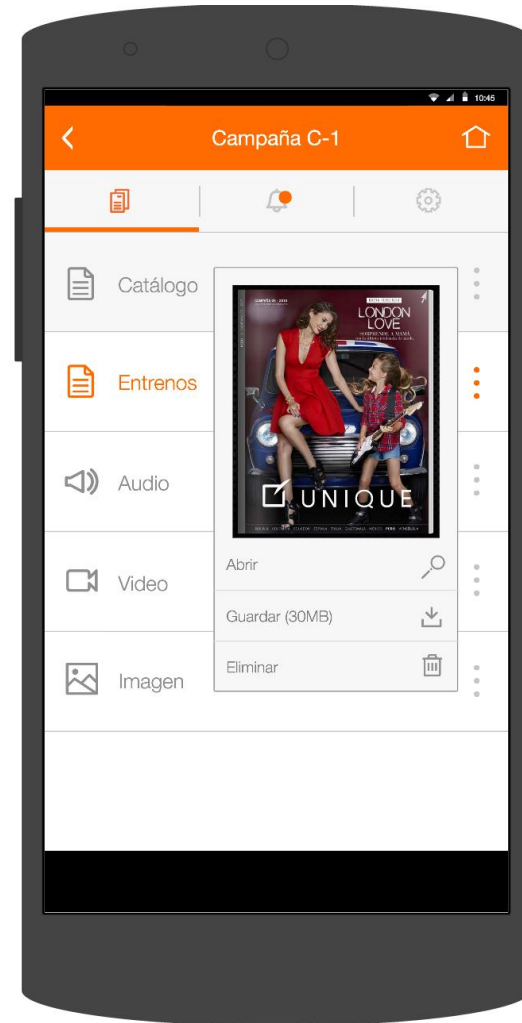 10:45
Campaña C-1
Catálogo
Entrenos
Audio
Video
Imagen
LONDON
LOVE
SORPRENDE A MAMÁ
UNIQUE
Abrir
Guardar (30MB)
Eliminar